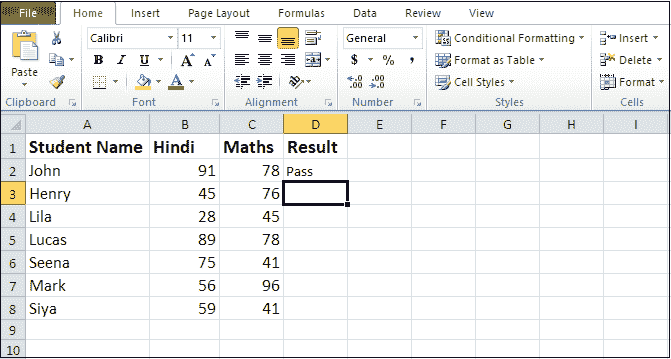 File Home Insert Page Layout Formulas Data Review View
Calibri 11 General Conditional Formatting Insert
Paste B I U A A $ % , Format as Table Delete
.0 .00 .00 .0 Cell Styles Format
Clipboard Font Alignment Number Styles Cells
A B C D E F G H I
1 Student Name Hindi Maths Result
2 John 91 78 Pass
3 Henry 45 76
4 Lila 28 45
5 Lucas 89 78
6 Seena 75 41
7 Mark 56 96
8 Siya 59 41
9
10